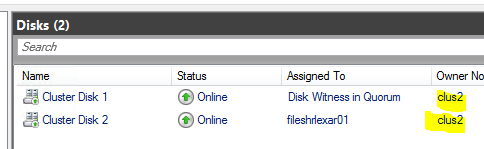 Disks (2)
Search
Name Status Assigned To Owner No
Cluster Disk 1 Online Disk Witness in Quorum clus2
Cluster Disk 2 Online fileshrlexar01 clus2